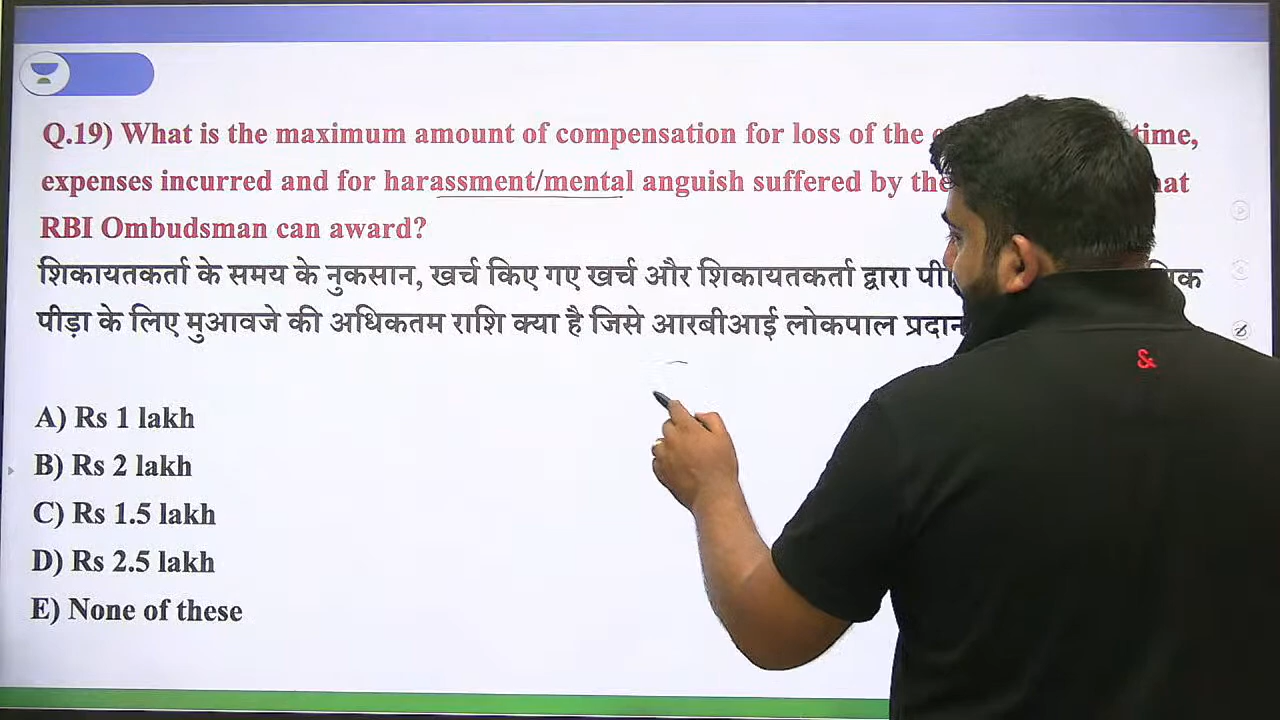 Q.19) What is the maximum amount of compensation for loss of the time,
expenses incurred and for harassment/mental anguish suffered by the
RBI Ombudsman can award?
शिकायतकर्ता के समय के नुकसान, खर्च किए गए खर्च और शिकायतकर्ता द्वारा
पीड़ा के लिए मुआवजे की अधिकतम राशि क्या है जिसे आरबीआई लोकपाल प्रदान
A) Rs 1 lakh
B) Rs 2 lakh
C) Rs 1.5 lakh
D) Rs 2.5 lakh
E) None of these
&